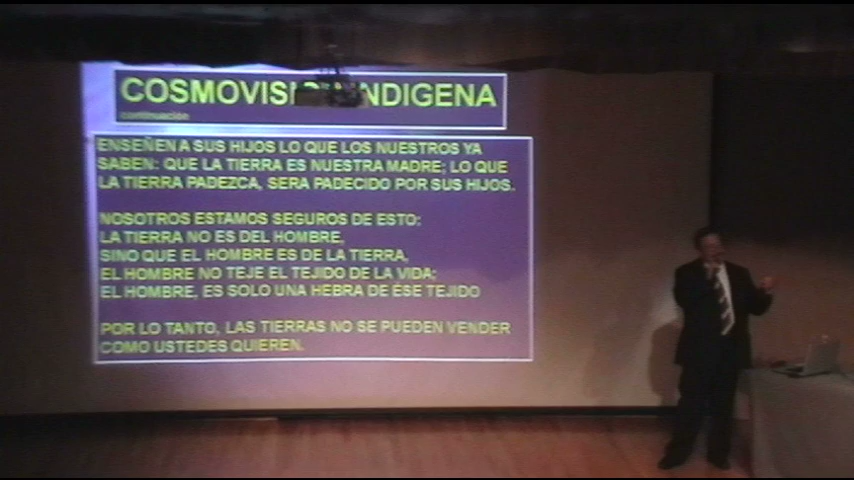 COSMOVISI NDIGENA
continuación
ENSEÑEN A SUS HIJOS LO QUE LOS NUESTROS YA
SABEN: QUE LA TIERRA ES NUESTRA MADRE; LO QUE
LA TIERRA PADEZCA, SERA PADECIDO POR SUS HIJOS.
NOSOTROS ESTAMOS SEGUROS DE ESTO:
LA TIERRA NO ES DEL HOMBRE,
SINO QUE EL HOMBRE ES DE LA TIERRA,
EL HOMBRE NO TEJE EL TEJIDO DE LA VIDA;
EL HOMBRE, ES SOLO UNA HEBRA DE ÉSE TEJIDO
POR LO TANTO, LAS TIERRAS NO SE PUEDEN VENDER
COMO USTEDES QUIEREN.